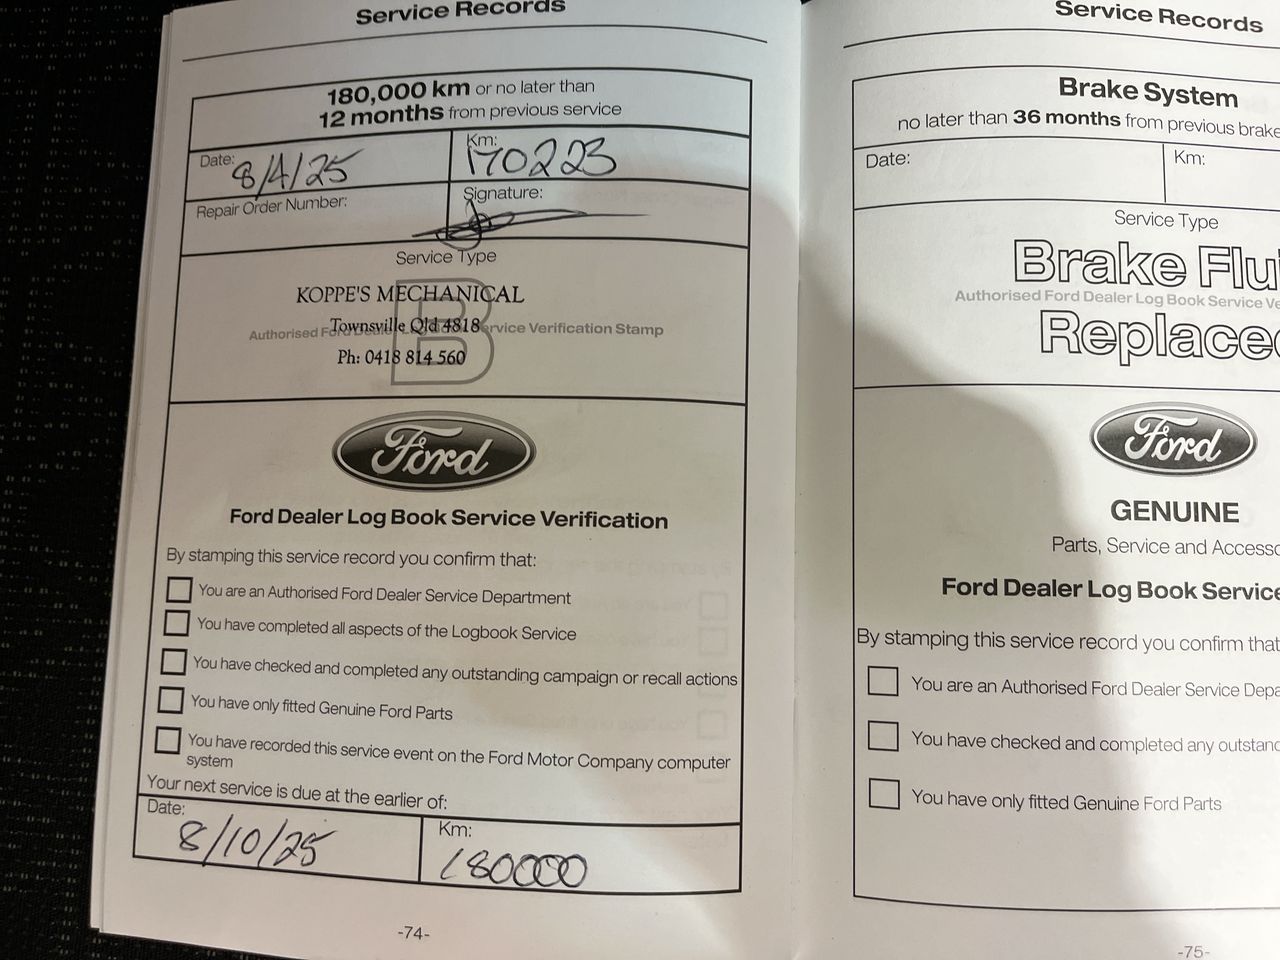 Service Records
180,000 km or no later than
12 months from previous service
Date: 8/4/25
Km: 170223
Repair Order Number:
Signature:
Service Type
B
KOPPE'S MECHANICAL
Townsville Qld 4818
Authorised Ford Dealer Service Verification Stamp
Ph: 0418 814 560
Ford
Ford Dealer Log Book Service Verification
By stamping this service record you confirm that:
You are an Authorised Ford Dealer Service Department
You have completed all aspects of the Logbook Service
You have checked and completed any outstanding campaign or recall actions
You have only fitted Genuine Ford Parts
You have recorded this service event on the Ford Motor Company computer
system
Your next service is due at the earlier of:
Date: 8/10/25
Km: 180000
-74-
Service Records
Brake System
no later than 36 months from previous brake
Date:
Km:
Service Type
Brake Flu
Authorised Ford Dealer Log Book Service Ve
Replace
Ford
GENUINE
Parts, Service and Accesso
Ford Dealer Log Book Service
By stamping this service record you confirm that
You are an Authorised Ford Dealer Service Depa
You have checked and completed any outstand
You have only fitted Genuine Ford Parts
-75-